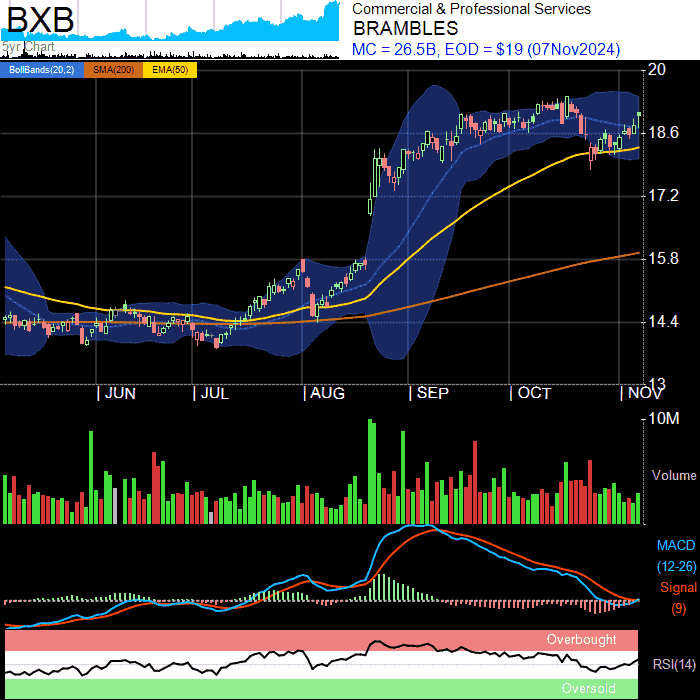 BXB
5yr Chart
Commercial & Professional Services
BRAMBLES
MC = 26.5B, EOD = $19 (07Nov2024)
BollBands(20,2) SMA(200) EMA(50)
20
18.6
17.2
15.8
14.4
13
JUN JUL AUG SEP OCT NOV
10M
Volume
MACD
(12-26)
Signal
(9)
Overbought
RSI(14)
Oversold